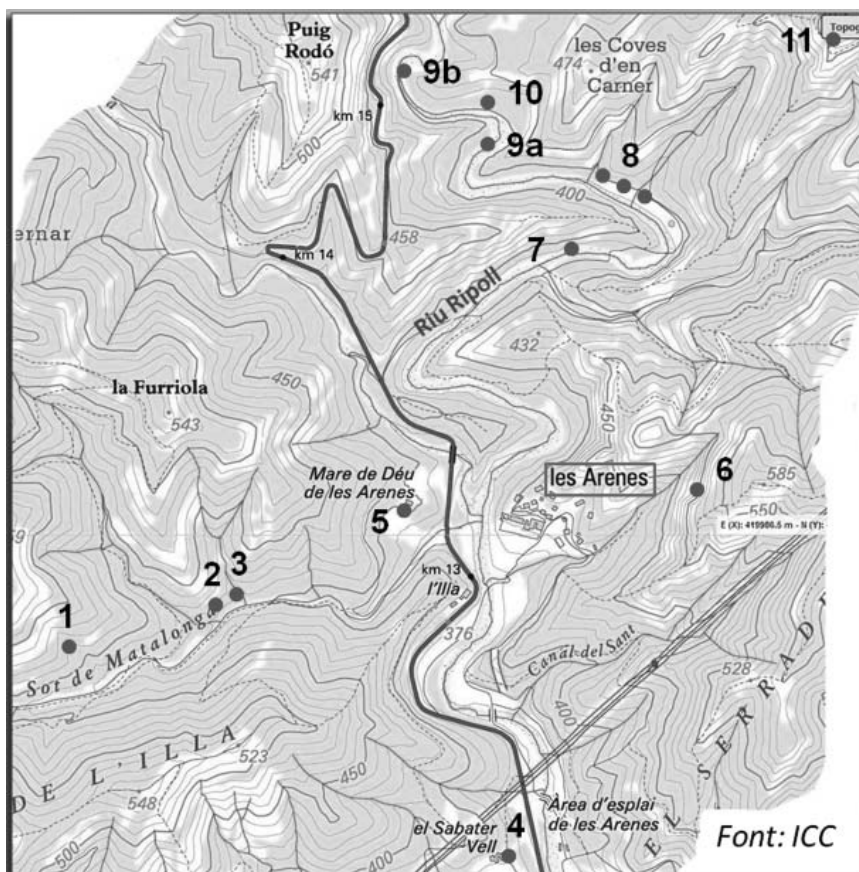 Puig
Rodó
541
9b
10
474
les Coves
d'en
Carner
11
Topog
km 15
9a
8
500
400
ernar
458
7
km 14
Riu Ripoll
432
la Furriola
450
543
450
Mare de Déu
de les Arenes
les Arenes
6
585
5
550
E (X): 419986.5 m - N (Y):
km 13
l'Illa
2
3
1
376
Sot de Matalonga
Canal del Sant
528
400
DE L'ILLA
523
450
548
EL SERRAD
Àrea d'esplai
de les Arenes
el Sabater
Vell
4
500
400
Font: ICC